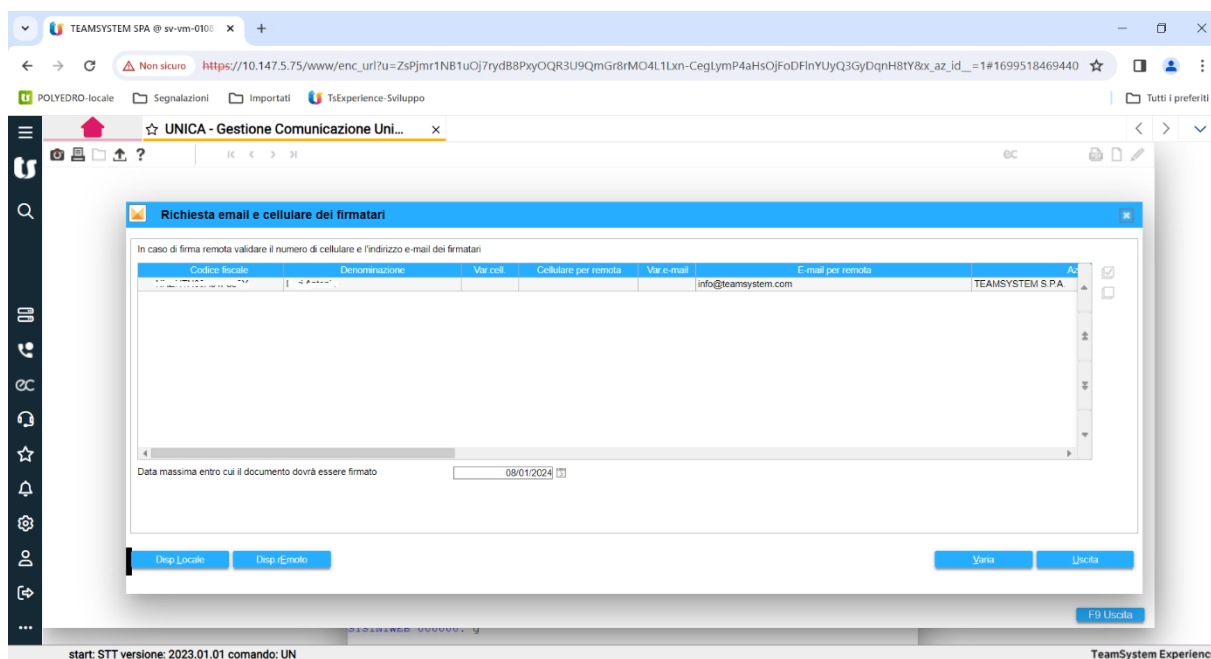 TEAMSYSTEM SPA @ sv-vm-0108
Non sicuro https://10.147.5.75/www/enc_url?u=ZsPjmr1NB1uOj7rydB8PxyOQR3U9QmGr8rMO4L1Lxn-CegLymP4aHsOjFoDFlnYUyQ3GyDqnH8tY&x_az_id__=1#1699518469440
POLYEDRO-locale Segnalazioni Importati TsExperience-Sviluppo Tutti i preferiti
UNICA - Gestione Comunicazione Uni...
ec
Richiesta email e cellulare dei firmatari
In caso di firma remota validare il numero di cellulare e l'indirizzo e-mail dei firmatari
Codice fiscale Denominazione Var.cell. Cellulare per remota Var.e-mail E-mail per remota Az
info@teamsystem.com TEAMSYSTEM S.P.A.
ec
Data massima entro cui il documento dovrà essere firmato 08/01/2024
Disp.Locale Disp.rEmoto Varia Uscita
F9 Uscita
start: STT versione: 2023.01.01 comando: UN TeamSystem Experienc